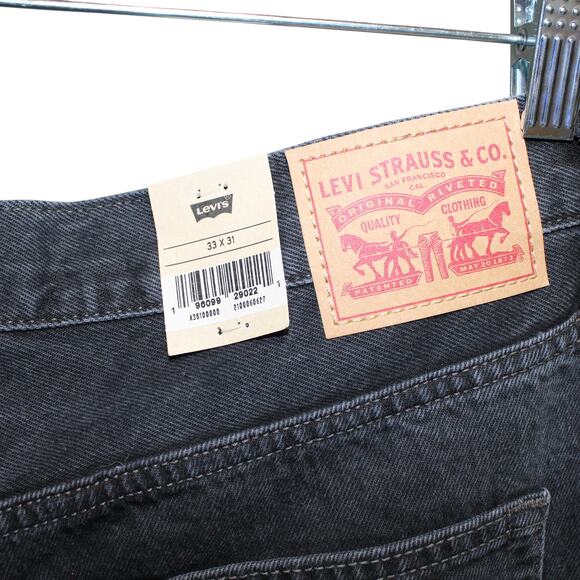 Levi's
33 X 31
1 96099 29022 1
A35100000 2100060627
LEVI STRAUSS & CO.
SAN FRANCISCO
CAL.
ORIGINAL RIVETED
QUALITY CLOTHING
PATENTED MAY 20 1873